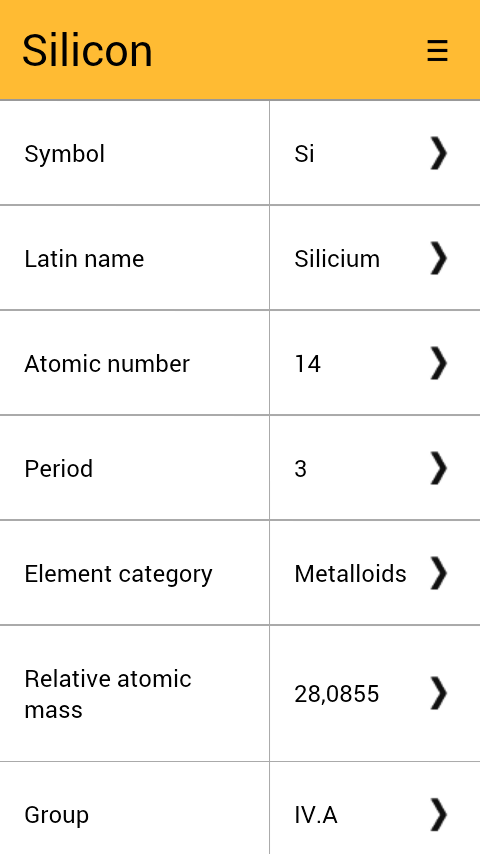 Silicon
Symbol Si
Latin name Silicium
Atomic number 14
Period 3
Element category Metalloids
Relative atomic
mass 28,0855
Group IV.A